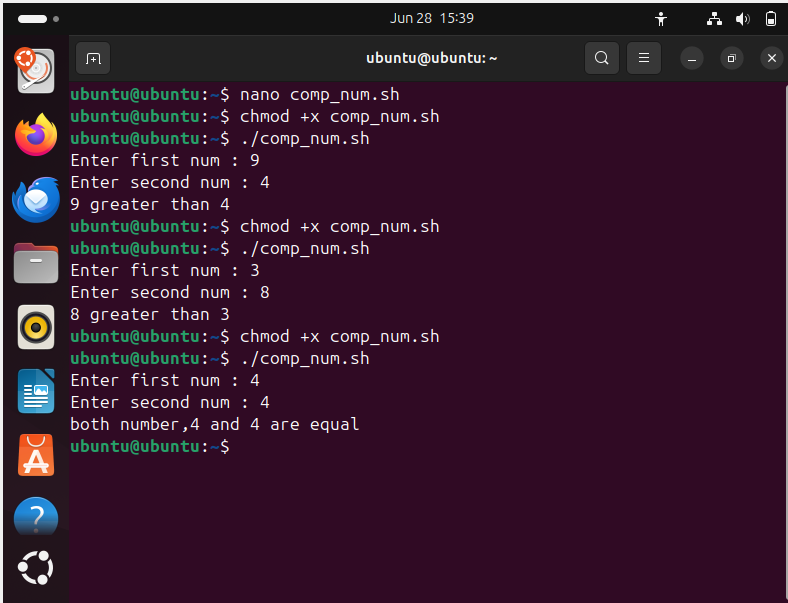 Jun 28 15:39
ubuntu@ubuntu: ~
ubuntu@ubuntu:~$ nano comp_num.sh
ubuntu@ubuntu:~$ chmod +x comp_num.sh
ubuntu@ubuntu:~$ ./comp_num.sh
Enter first num : 9
Enter second num : 4
9 greater than 4
ubuntu@ubuntu:~$ chmod +x comp_num.sh
ubuntu@ubuntu:~$ ./comp_num.sh
Enter first num : 3
Enter second num : 8
8 greater than 3
ubuntu@ubuntu:~$ chmod +x comp_num.sh
ubuntu@ubuntu:~$ ./comp_num.sh
Enter first num : 4
Enter second num : 4
both number,4 and 4 are equal
ubuntu@ubuntu:~$